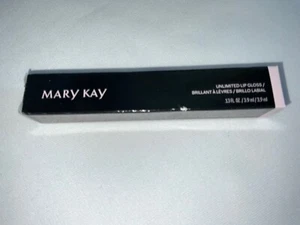 MARY KAY
UNLIMITED LIP GLOSS /
BRILLANT À LÈVRES / BRILLO LABIAL